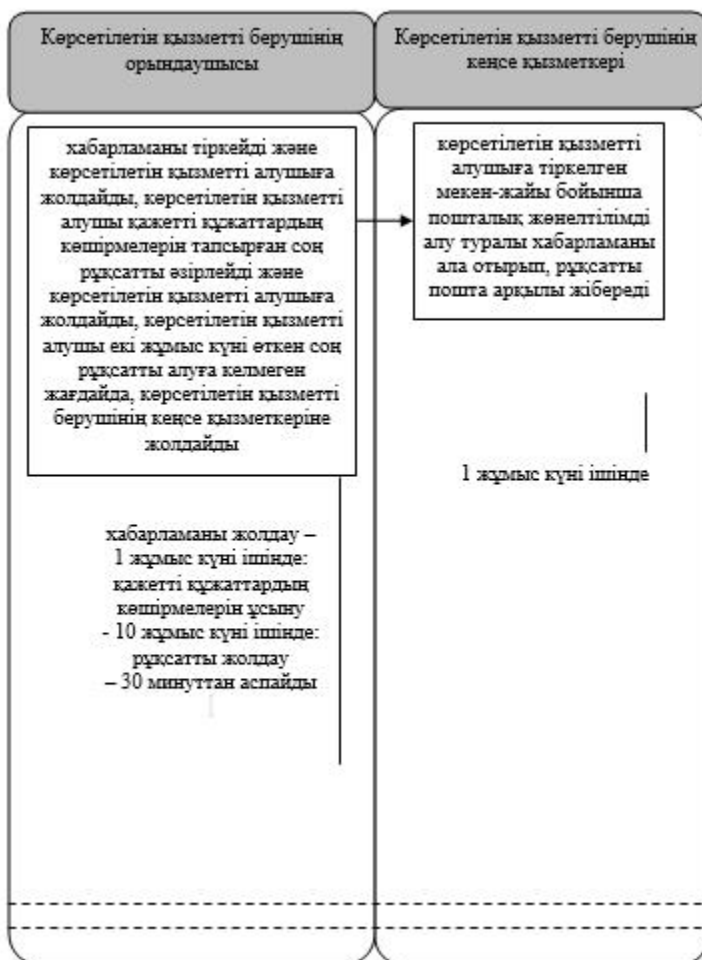 Көрсетілетін қызметті берушінің
орындаушысы
Көрсетілетін қызметті берушінің
кеңсе қызметкері
хабарламаны тіркейді және
көрсетілетін қызметті алушыға
жолдайды, көрсетілетін қызметті
алушы қажетті құжаттардың
көшірмелерін тапсырған соң
рұқсатты әзірлейді және
көрсетілетін қызметті алушыға
жолдайды, көрсетілетін қызметті
алушы екі жұмыс күні өткен соң
рұқсатты алуға келмеген
жағдайда, көрсетілетін қызметті
берушінің кеңсе қызметкеріне
жолдайды
көрсетілетін қызметті
алушыға тіркелген
мекен-жайы бойынша
пошталық жөнелтілімді
алу туралы хабарламаны
ала отырып, рұқсатты
пошта арқылы жібереді
1 жұмыс күні ішінде
хабарламаны жолдау –
1 жұмыс күні ішінде:
қажетті құжаттардың
көшірмелерін ұсыну
- 10 жұмыс күні ішінде:
рұқсатты жолдау
– 30 минуттан аспайды